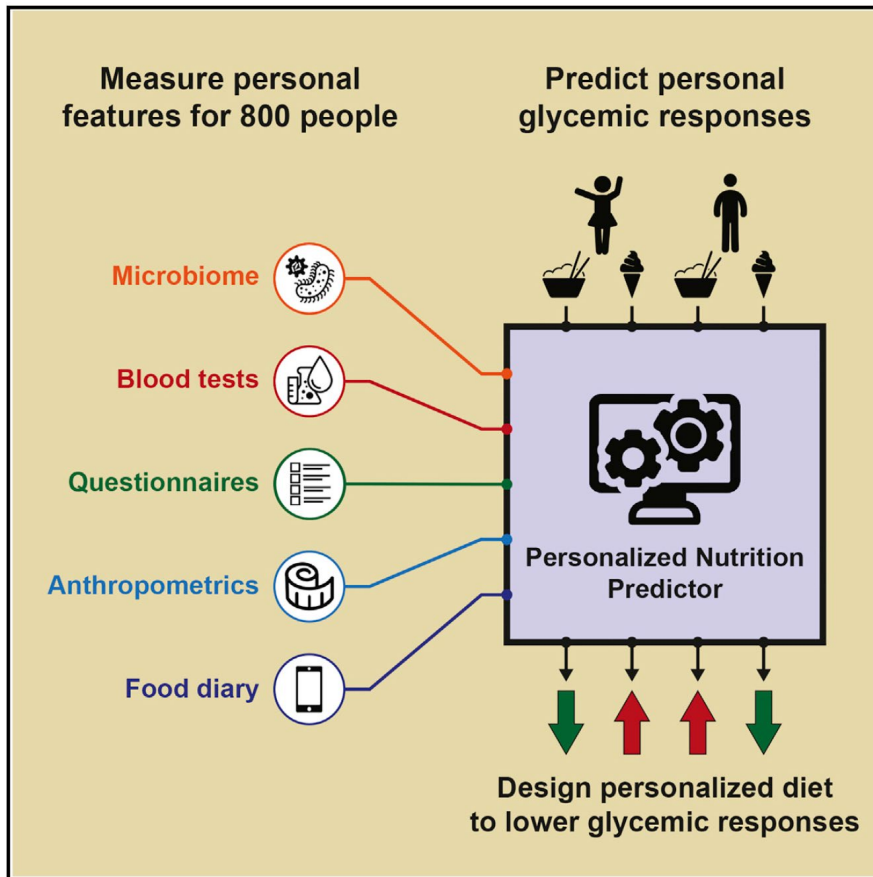 Measure personal
features for 800 people
Predict personal
glycemic responses
Microbiome
Blood tests
Questionnaires
Anthropometrics
Food diary
Personalized Nutrition
Predictor
Design personalized diet
to lower glycemic responses